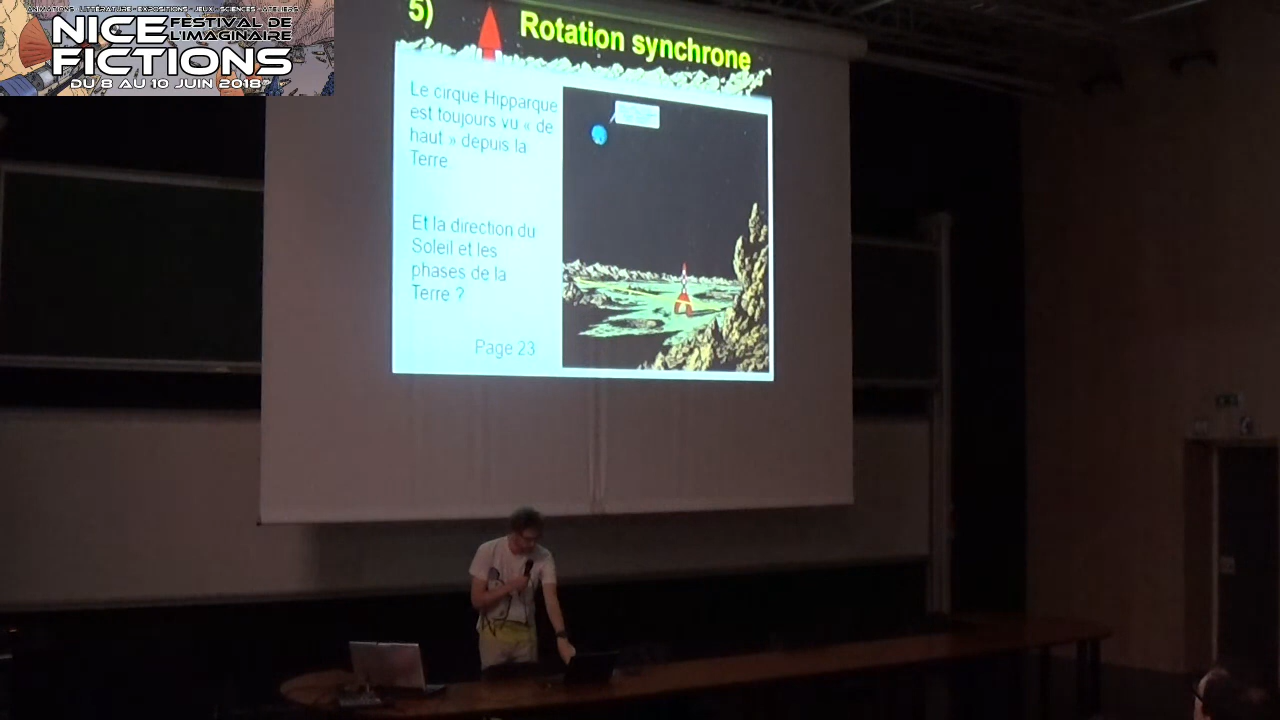 ANIMATIONS - LITTÉRATURE - EXPOSITIONS - JEUX - SCIENCES - ATELIERS
NICE FESTIVAL DE L'IMAGINAIRE
FICTIONS
DU 8 AU 10 JUIN 2018
5)
Rotation synchrone
Le cirque Hipparque
est toujours vu « de
haut » depuis la
Terre
Et la direction du
Soleil et les
phases de la
Terre ?
Page 23